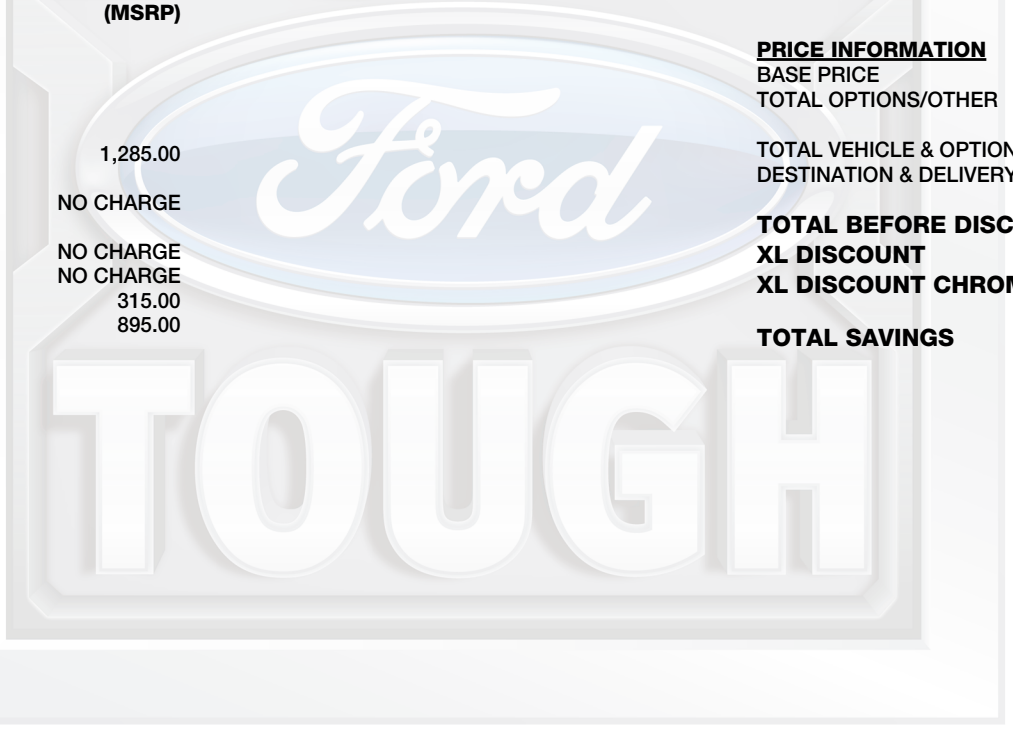 (MSRP)
1,285.00
NO CHARGE
NO CHARGE
NO CHARGE
315.00
895.00
PRICE INFORMATION
BASE PRICE
TOTAL OPTIONS/OTHER
TOTAL VEHICLE & OPTION
DESTINATION & DELIVERY
TOTAL BEFORE DISC
XL DISCOUNT
XL DISCOUNT CHROM
TOTAL SAVINGS
Ford
TOUGH